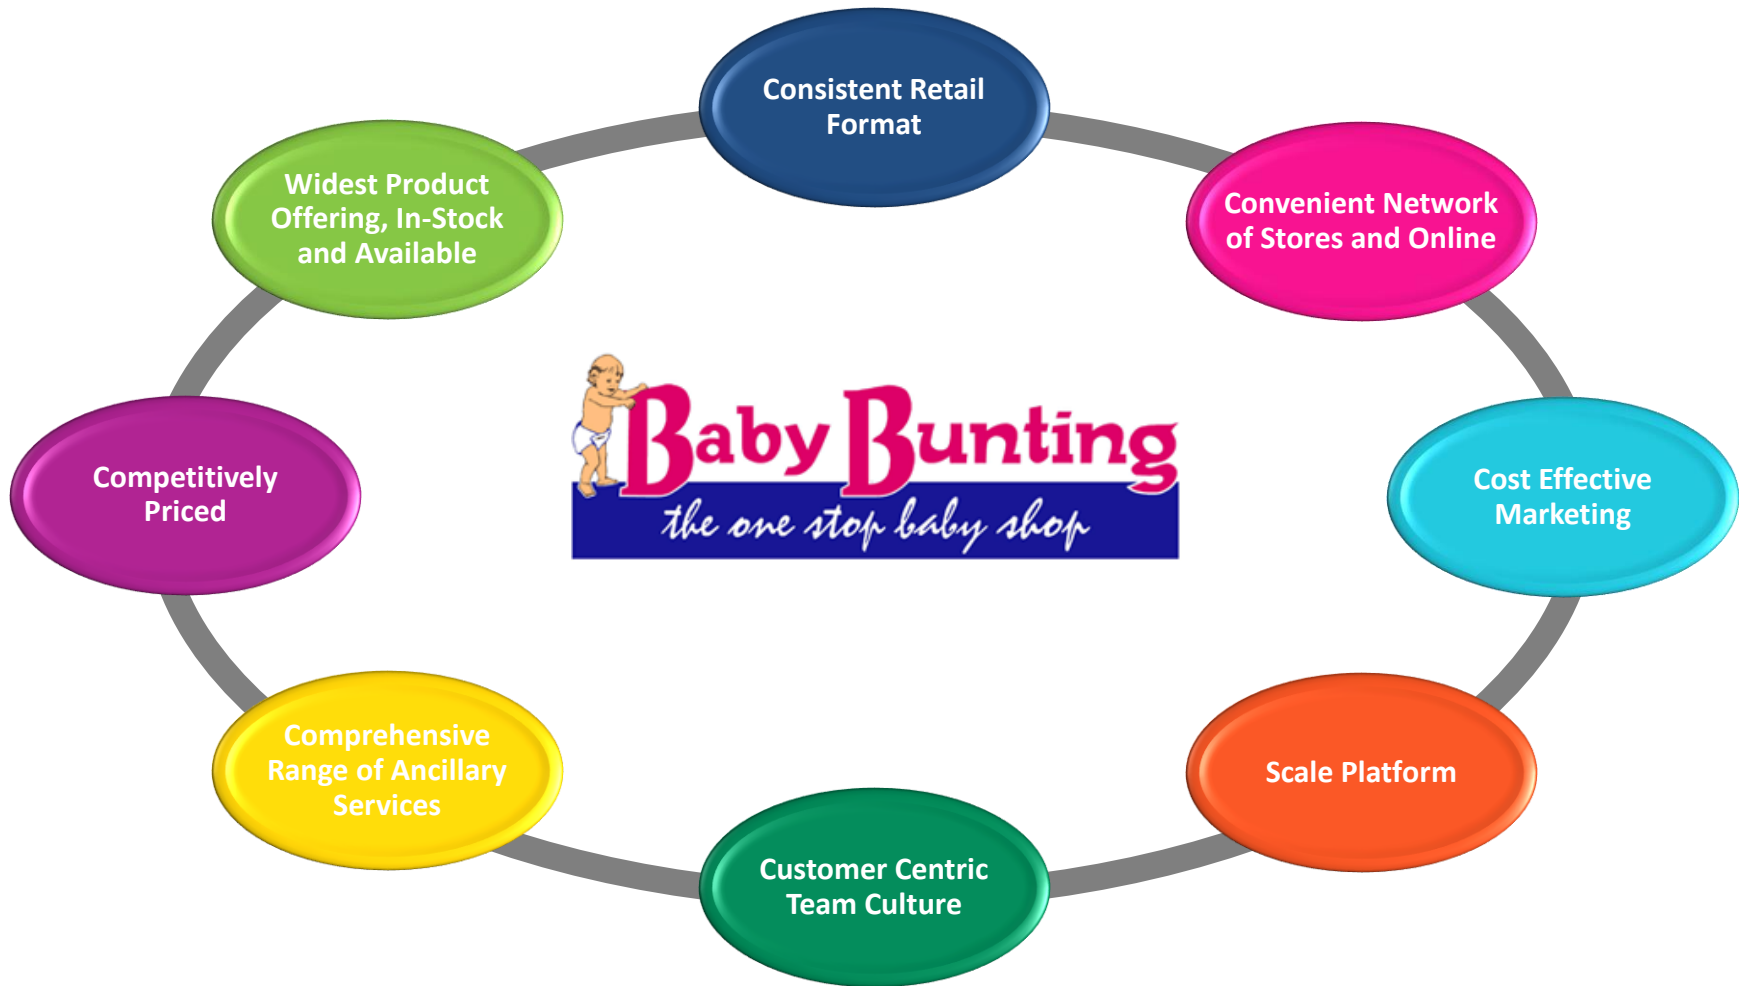 Consistent Retail
Format
Convenient Network
of Stores and Online
Cost Effective
Marketing
Scale Platform
Customer Centric
Team Culture
Comprehensive
Range of Ancillary
Services
Competitively
Priced
Widest Product
Offering, In-Stock
and Available
Baby Bunting
the one stop baby shop